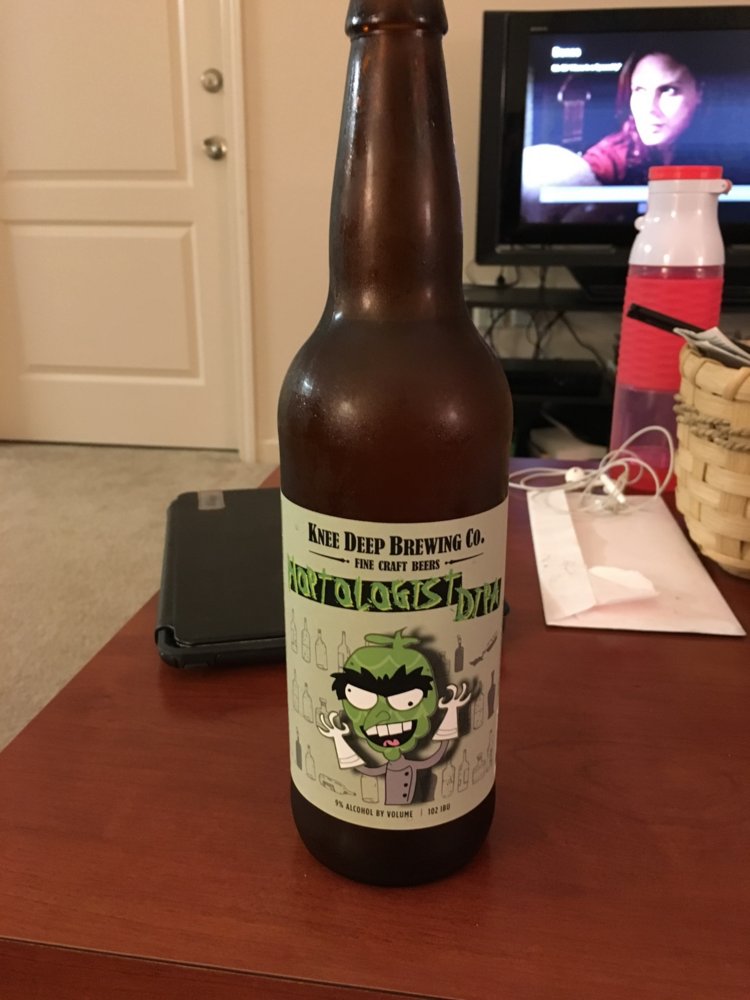 KNEE DEEP BREWING CO.
FINE CRAFT BEERS
HOPTOLOGIST DIPA
9% ALCOHOL BY VOLUME | 102 IBU